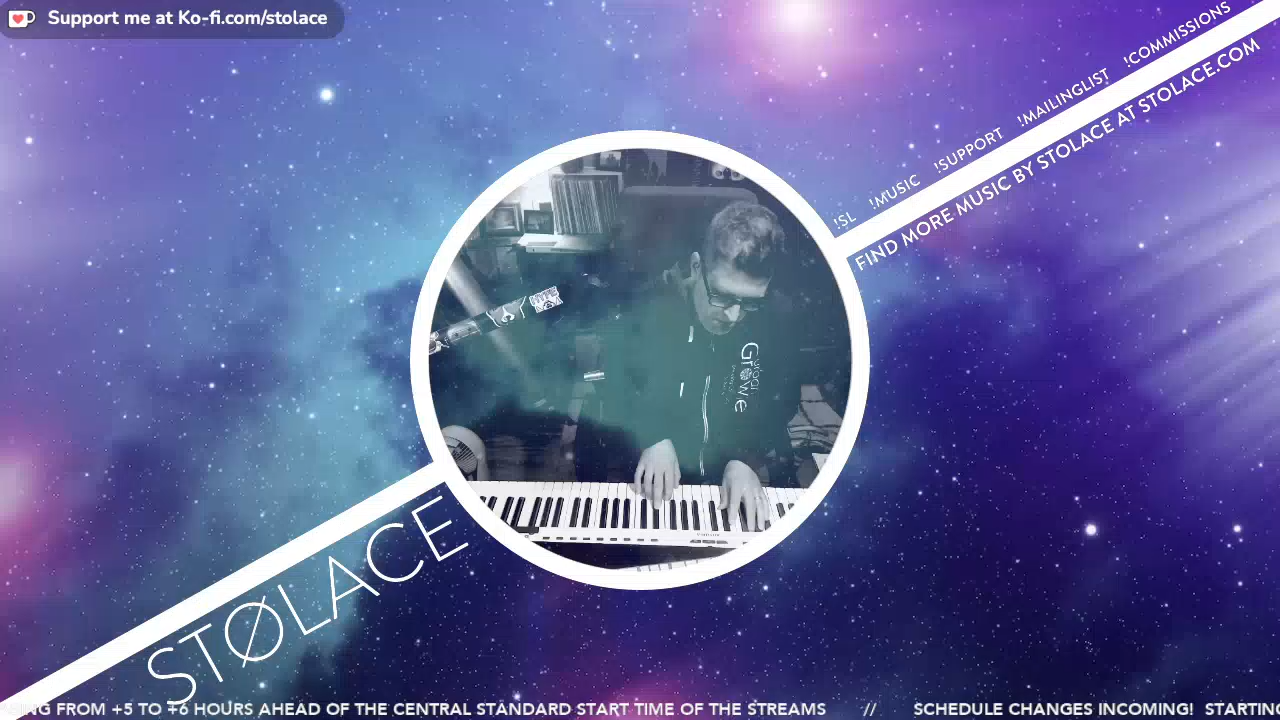 Support me at Ko-fi.com/stolace
!SL !MUSIC !SUPPORT !MAILINGLIST !COMMISSIONS
FIND MORE MUSIC BY STOLACE AT STOLACE.COM
STØLACE
FROM +5 TO +6 HOURS AHEAD OF THE CENTRAL STANDARD START TIME OF THE STREAMS // SCHEDULE CHANGES INCOMING! STARTING